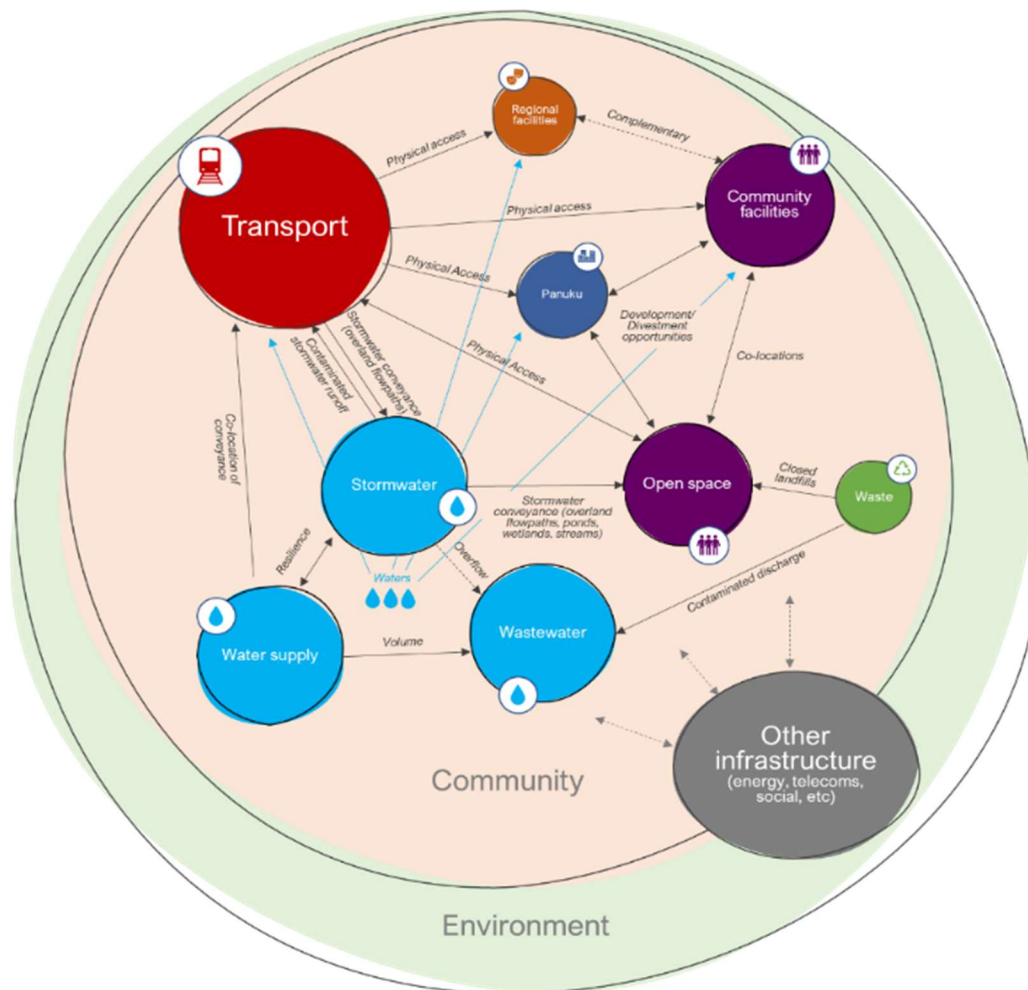 Regional
facilities
Complementary
Physical access
Transport
Community
facilities
Physical access
Physical Access
Panuku
Development/
Divestment
opportunities
Stormwater conveyance
(overland flowpaths)
Contaminated
stormwater runoff
Physical Access
Co-locations
Co-location of
conveyance
Stormwater
Open space
Closed
landfills
Waste
Stormwater
conveyance (overland
flowpaths, ponds,
wetlands, streams)
Resilience
Overflow
Waters
Contaminated discharge
Water supply
Volume
Wastewater
Other
infrastructure
(energy, telecoms,
social, etc)
Community
Environment